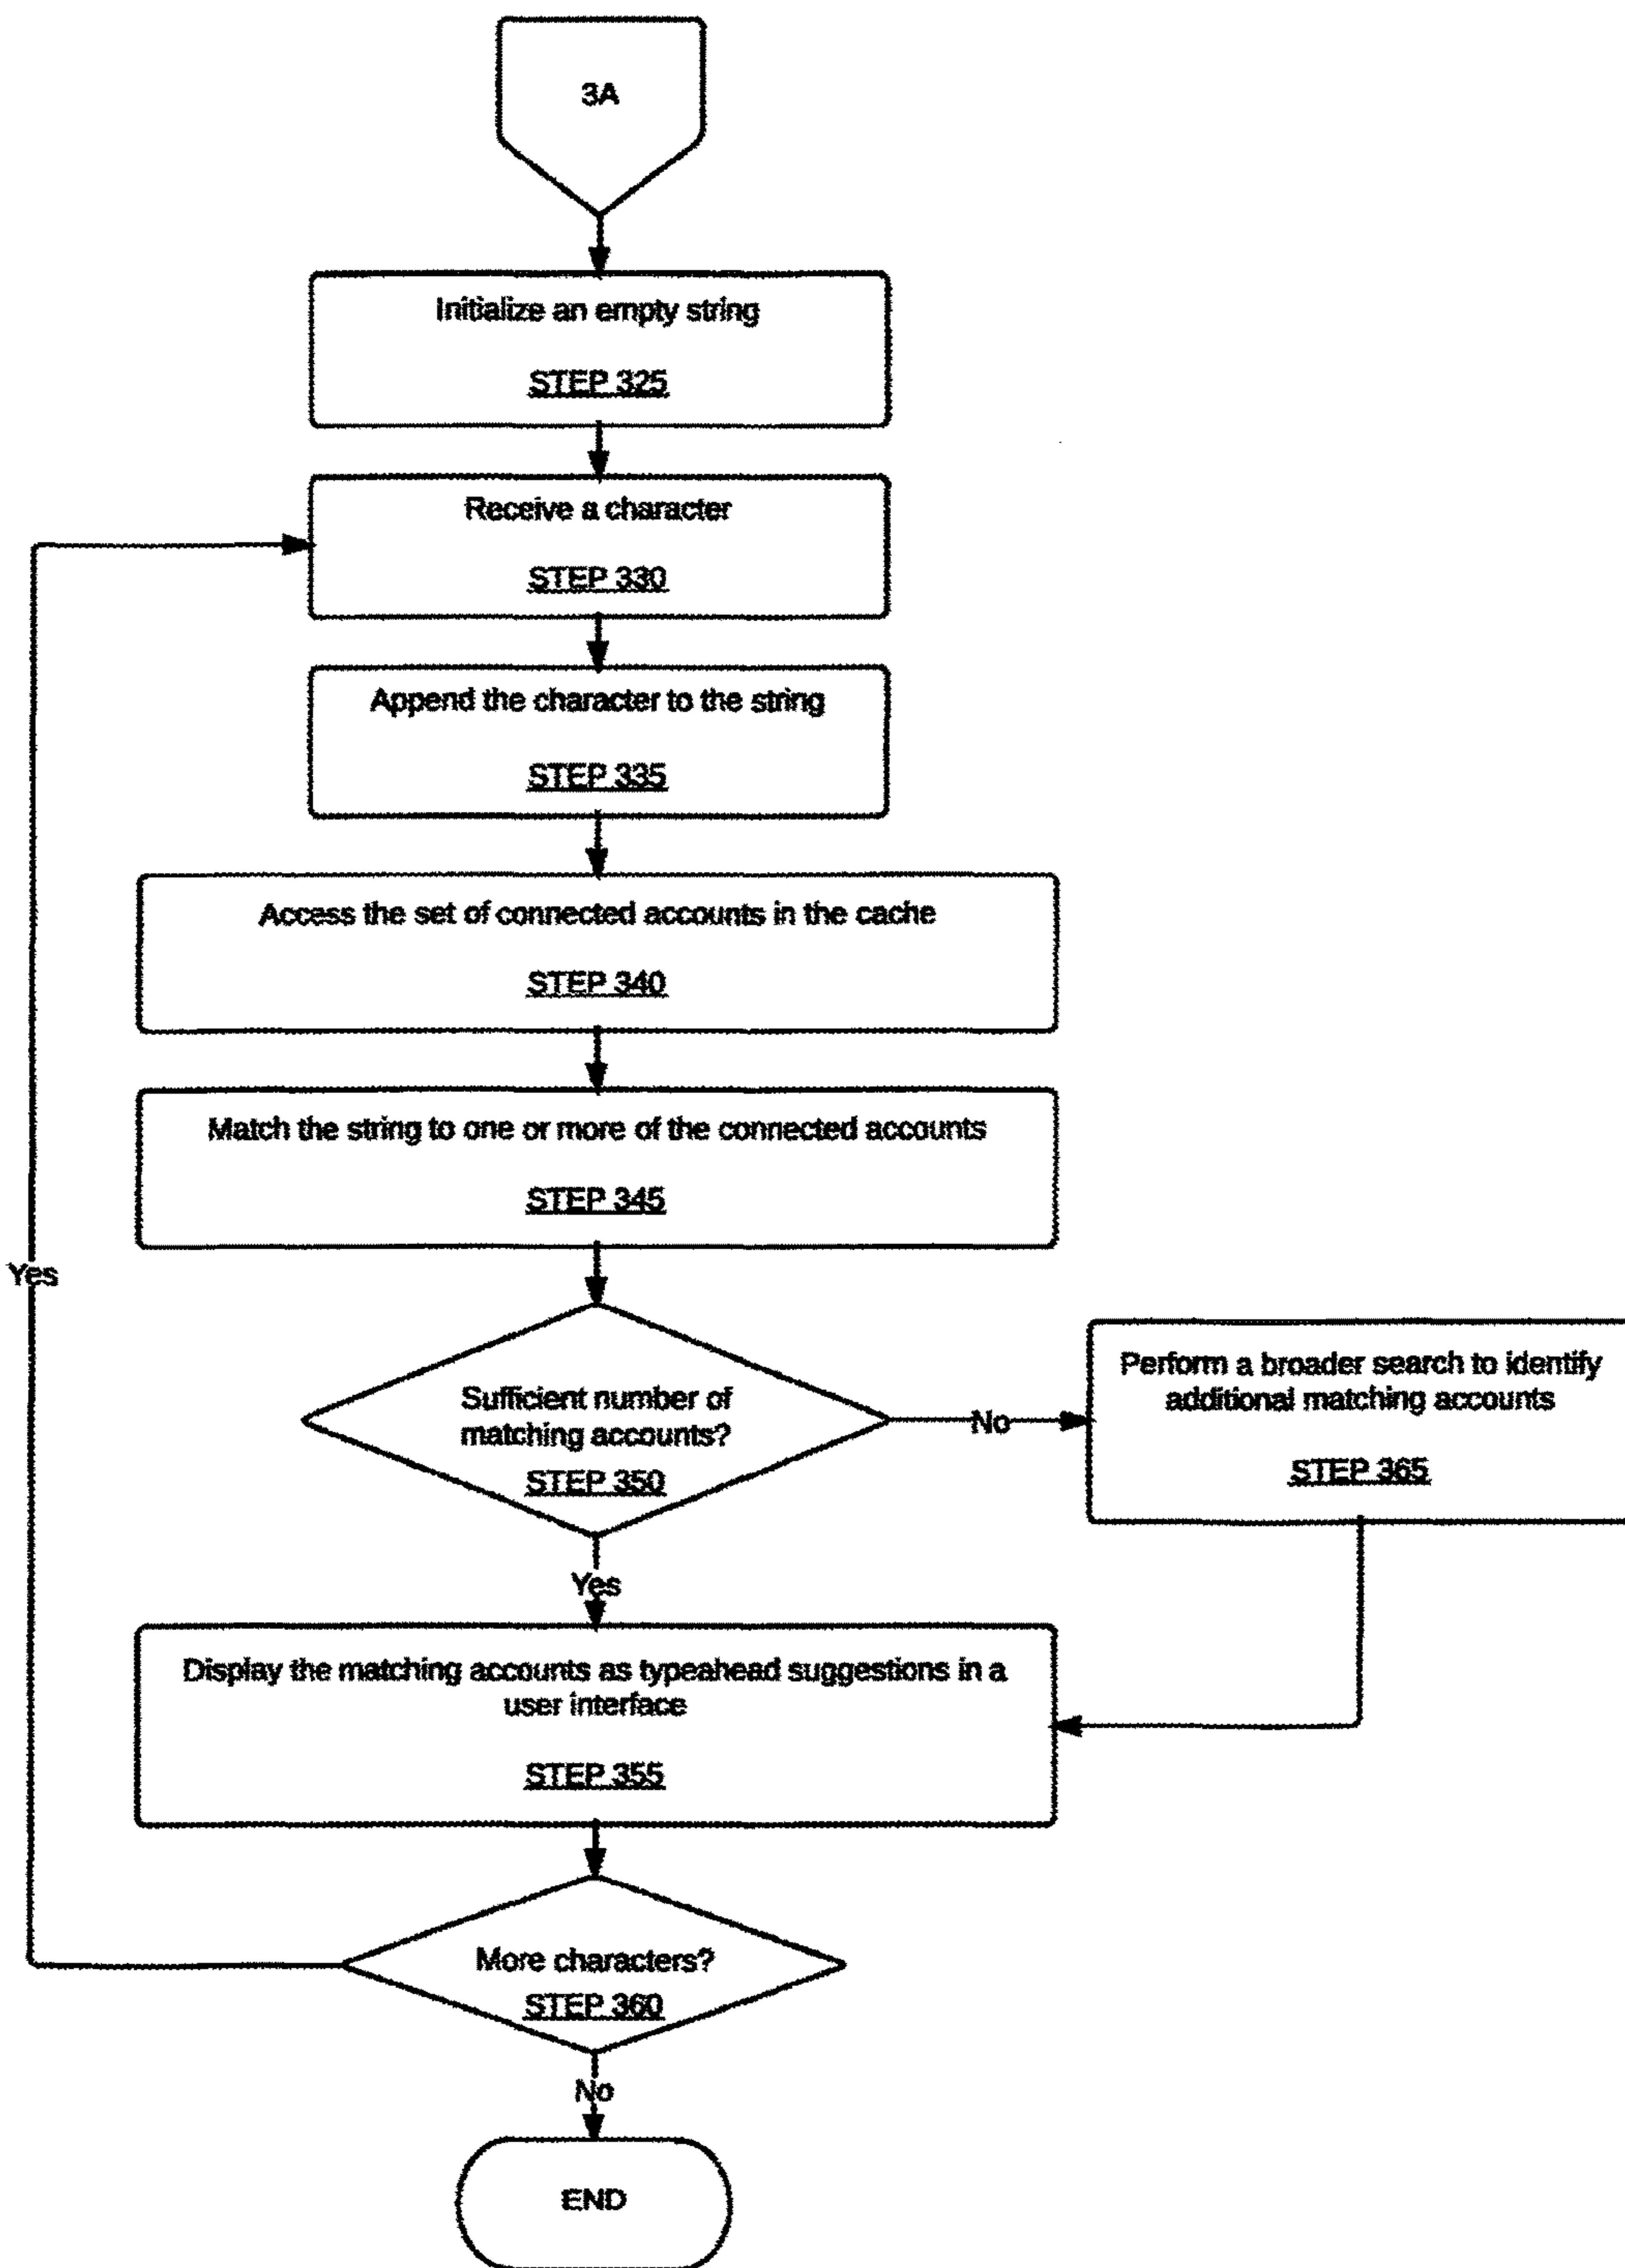 3A
Initialize an empty string
STEP 325
Receive a character
STEP 330
Append the character to the string
STEP 335
Access the set of connected accounts in the cache
STEP 340
Match the string to one or more of the connected accounts
STEP 345
Yes
Sufficient number of
matching accounts?
STEP 350
No
Perform a broader search to identify
additional matching accounts
STEP 365
Yes
Display the matching accounts as typeahead suggestions in a
user interface
STEP 355
More characters?
STEP 360
No
END